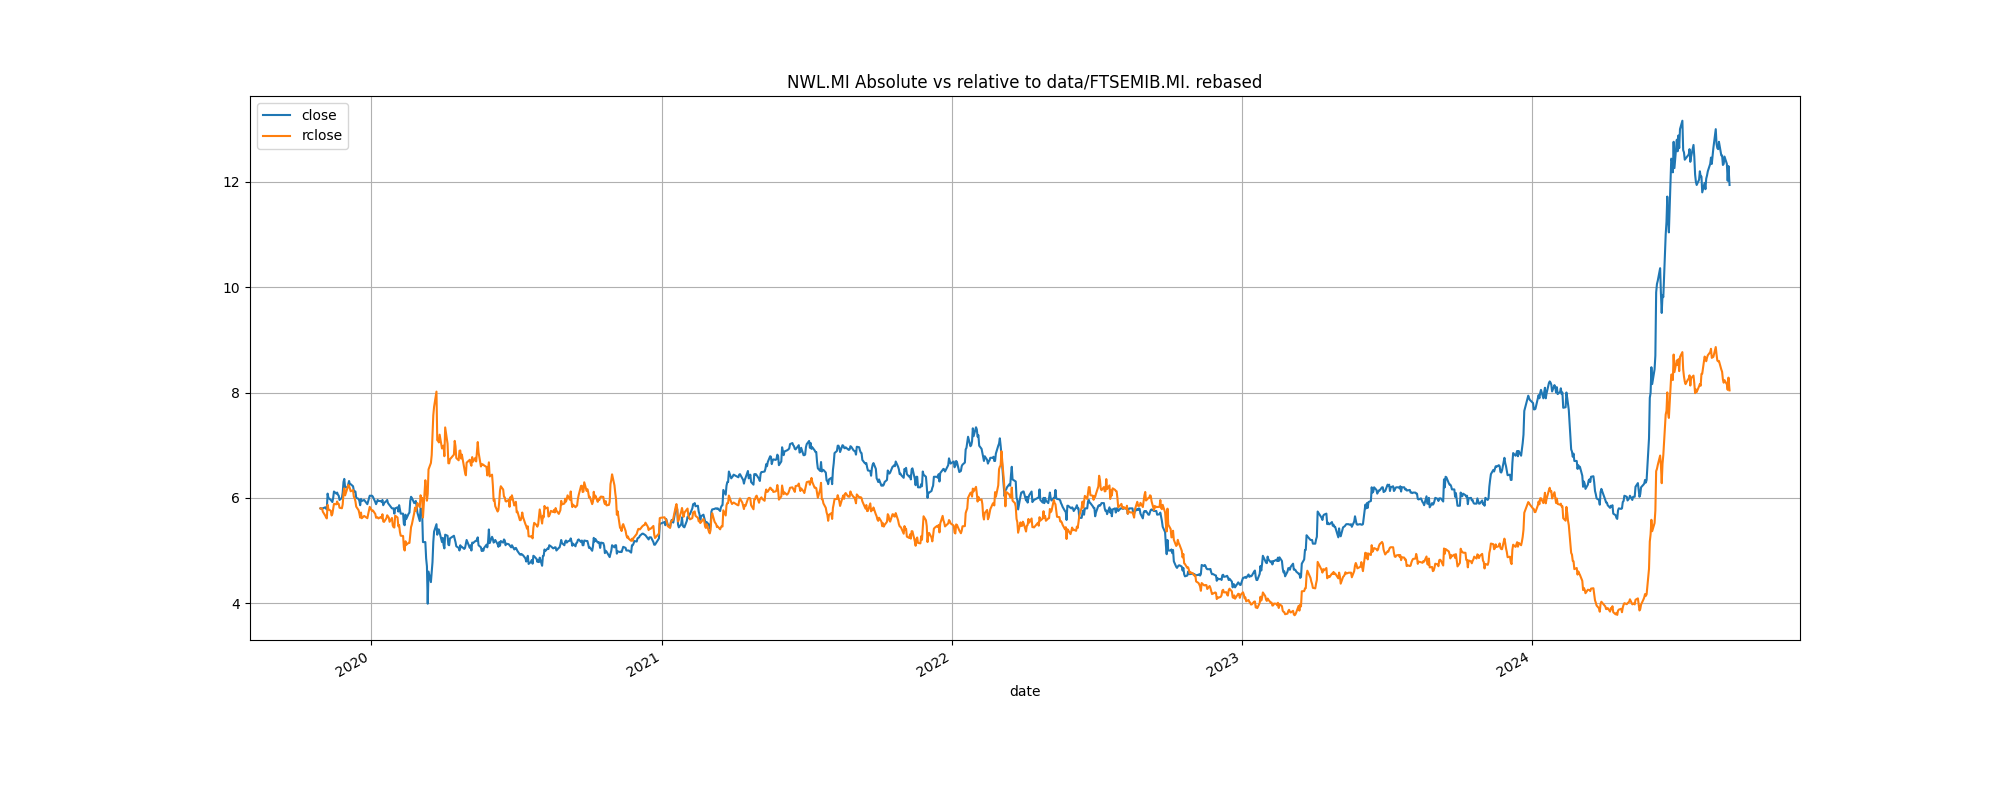 NWL.MI Absolute vs relative to data/FTSEMIB.MI. rebased
close
rclose
12
10
8
6
4
2020
2021
2022
2023
2024
date